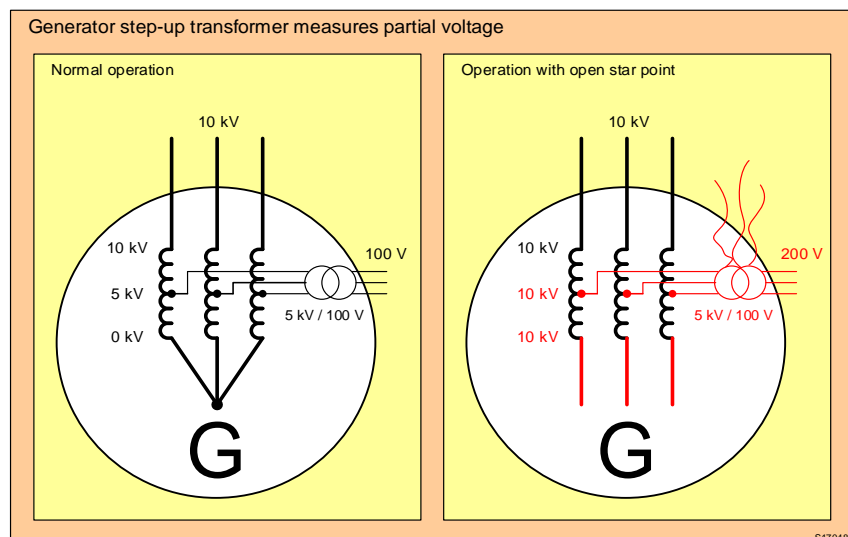 Generator step-up transformer measures partial voltage
Normal operation
10 kV
10 kV
100 V
5 kV
0 kV
5 kV / 100 V
G
Operation with open star point
10 kV
10 kV
200 V
10 kV
10 kV
5 kV / 100 V
G